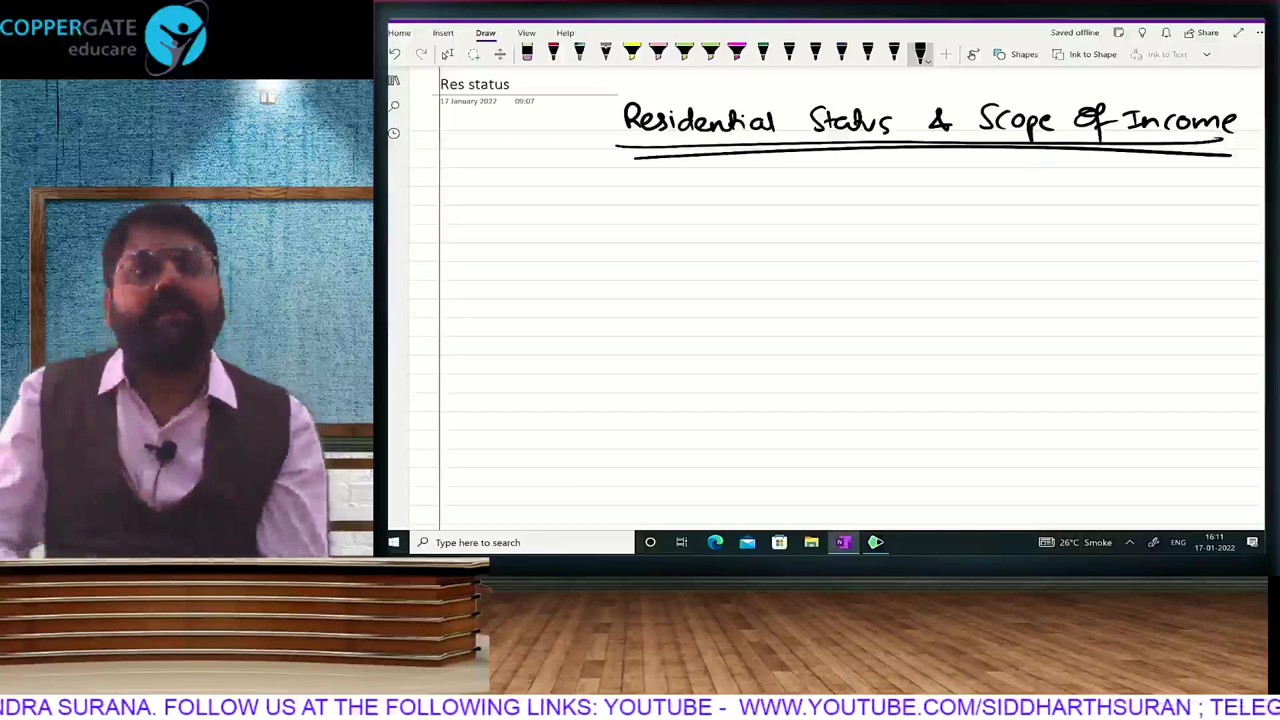 COPPERGATE
educare
Home Insert Draw View Help
Saved offline
Share
Shapes
Ink to Shape
Ink to Text
Res status
17 January 2022 09:07
Residential Status & Scope Of Income
Type here to search
26°C Smoke
ENG
16:11
17-01-2022
NDRA SURANA. FOLLOW US AT THE FOLLOWING LINKS: YOUTUBE - WWW.YOUTUBE.COM/SIDDHARTHSURAN ; TELEG